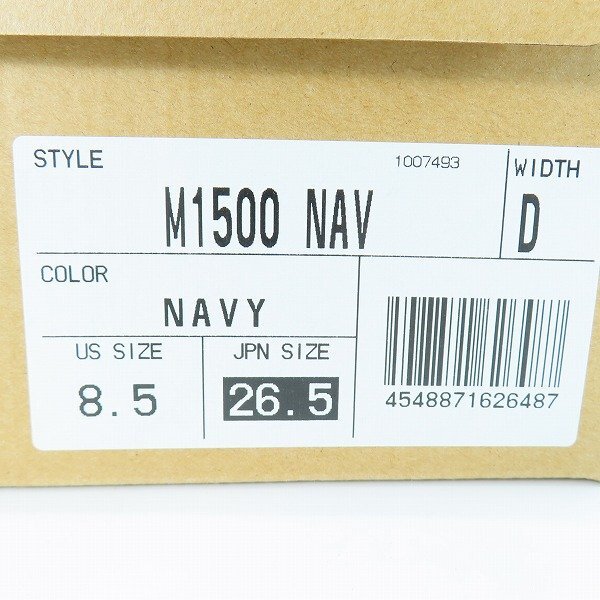 STYLE 1007493 WIDTH
M1500 NAV D
COLOR
NAVY
US SIZE JPN SIZE
8.5 26.5
4548871626487